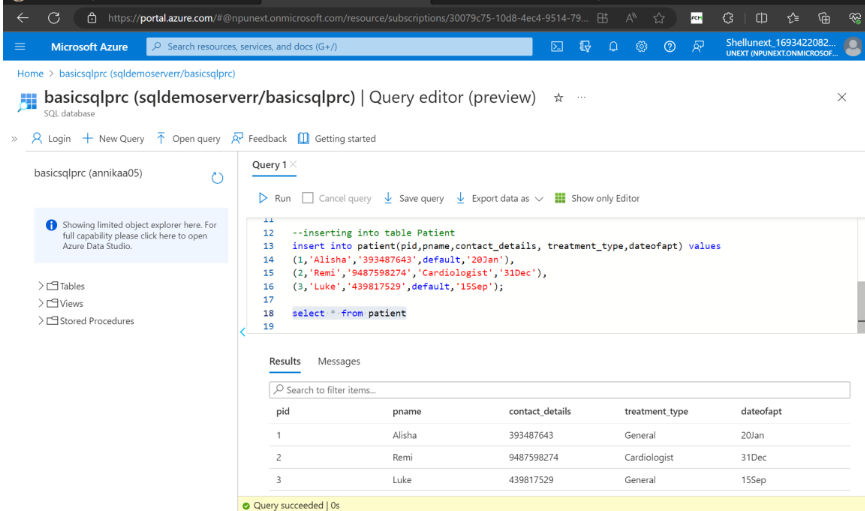 https://portal.azure.com/#@npunext.onmicrosoft.com/resource/subscriptions/30079c75-10d8-4ec4-9514-79...
Microsoft Azure
Search resources, services, and docs (G+/)
Shellunext_1693422082...
UNEXT (NPUNEXT.ONMICROSOF...
Home > basicsqlprc (sqldemoserverr/basicsqlprc)
basicsqlprc (sqldemoserverr/basicsqlprc) | Query editor (preview)
SQL database
Login New Query Open query Feedback Getting started
basicsqlprc (annikaa05)
Showing limited object explorer here. For
full capability please click here to open
Azure Data Studio.
Tables
Views
Stored Procedures
Query 1
Run Cancel query Save query Export data as Show only Editor
11
12 --inserting into table Patient
13 insert into patient(pid,pname,contact_details, treatment_type,dateofapt) values
14 (1,'Alisha','393487643',default,'20Jan'),
15 (2,'Remi','9487598274','Cardiologist','31Dec'),
16 (3,'Luke','439817529',default,'15Sep');
17
18 select * from patient
19
Results Messages
Search to filter items...
pid pname contact_details treatment_type dateofapt
1 Alisha 393487643 General 20Jan
2 Remi 9487598274 Cardiologist 31Dec
3 Luke 439817529 General 15Sep
Query succeeded | 0s